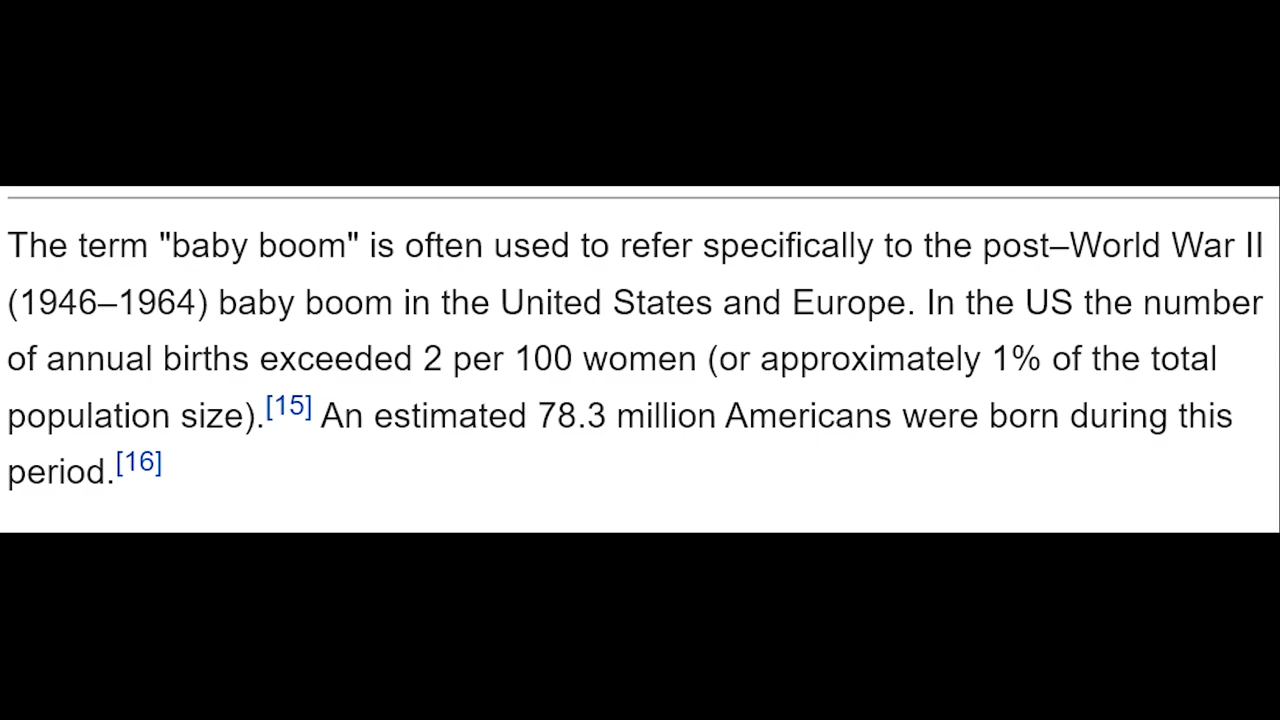 The term "baby boom" is often used to refer specifically to the post–World War II
(1946–1964) baby boom in the United States and Europe. In the US the number
of annual births exceeded 2 per 100 women (or approximately 1% of the total
population size).[15] An estimated 78.3 million Americans were born during this
period.[16]